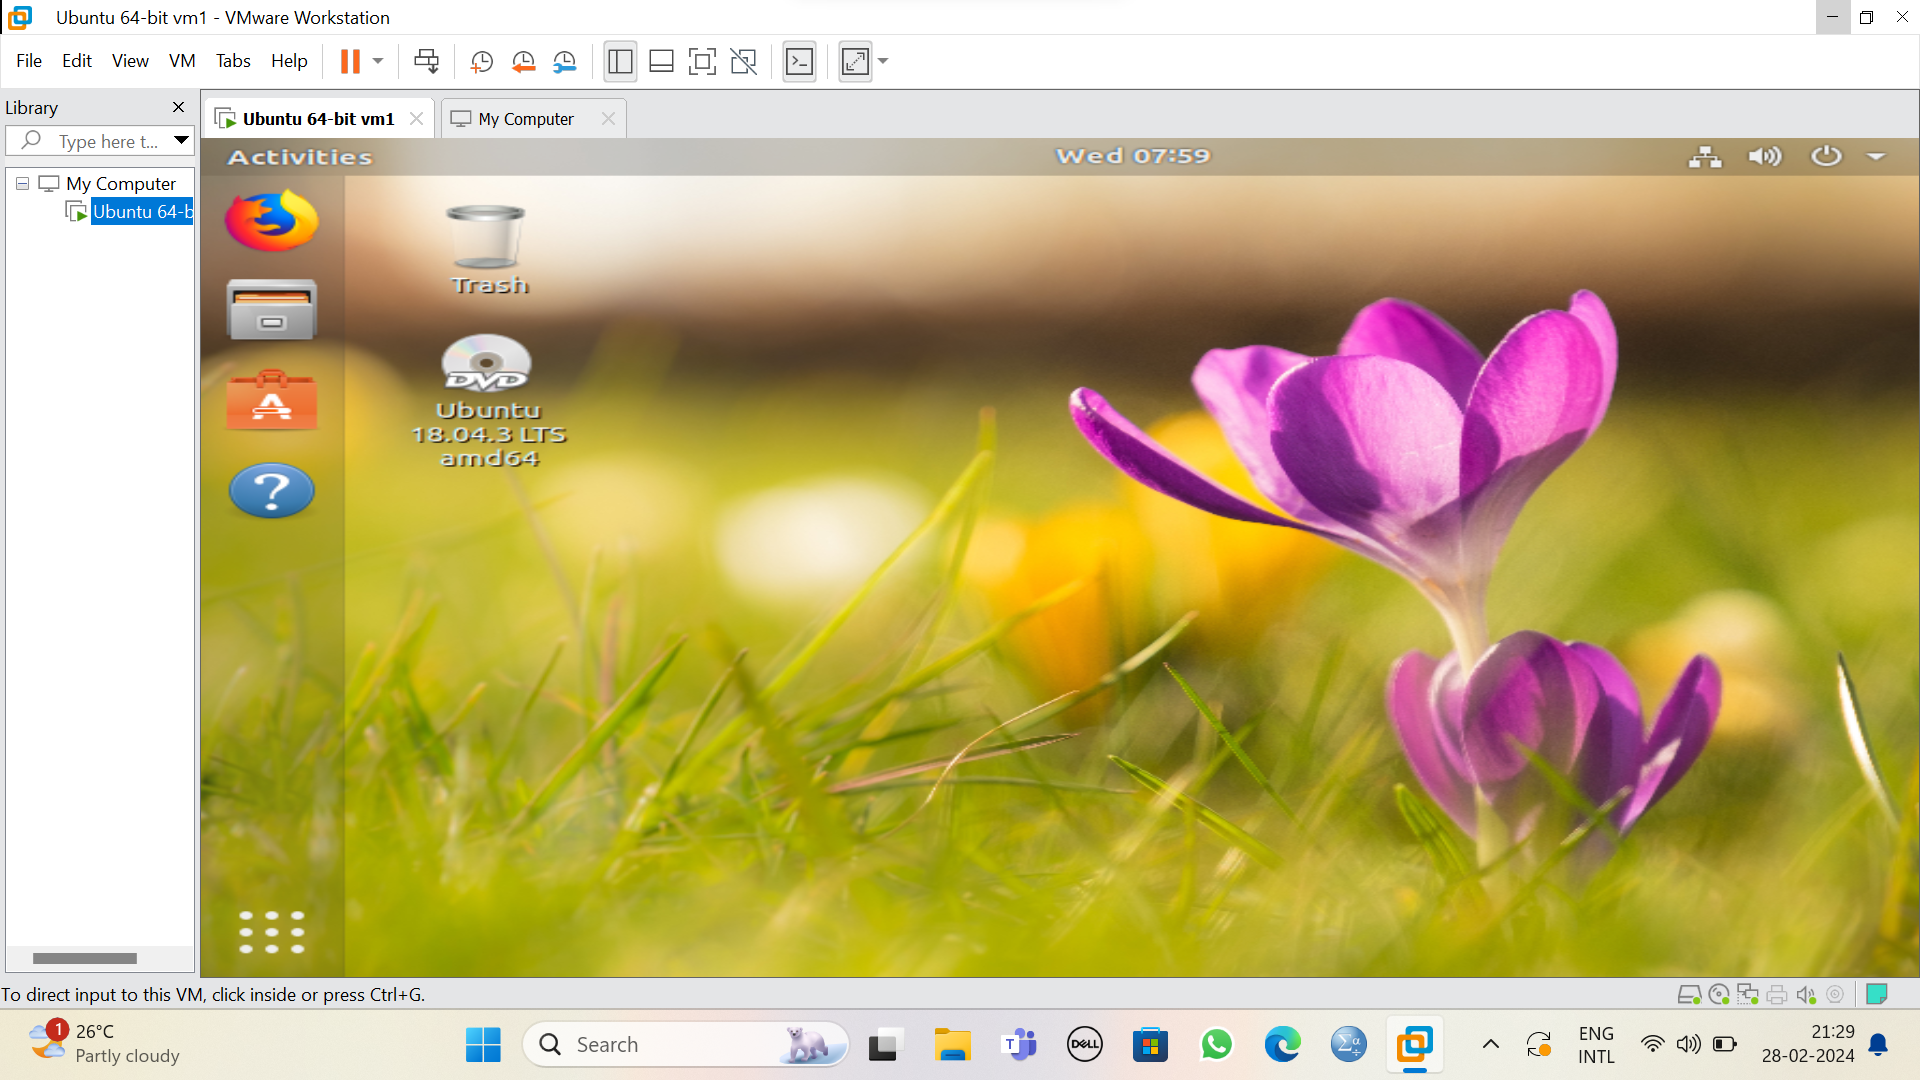 Ubuntu 64-bit vm1 - VMware Workstation
File Edit View VM Tabs Help
Library
Type here t...
My Computer
Ubuntu 64-b
Ubuntu 64-bit vm1
My Computer
Activities
Wed 07:59
Trash
DVD
Ubuntu
18.04.3 LTS
amd64
To direct input to this VM, click inside or press Ctrl+G.
1
26°C
Partly cloudy
Search
T
DELL
ENG
INTL
21:29
28-02-2024